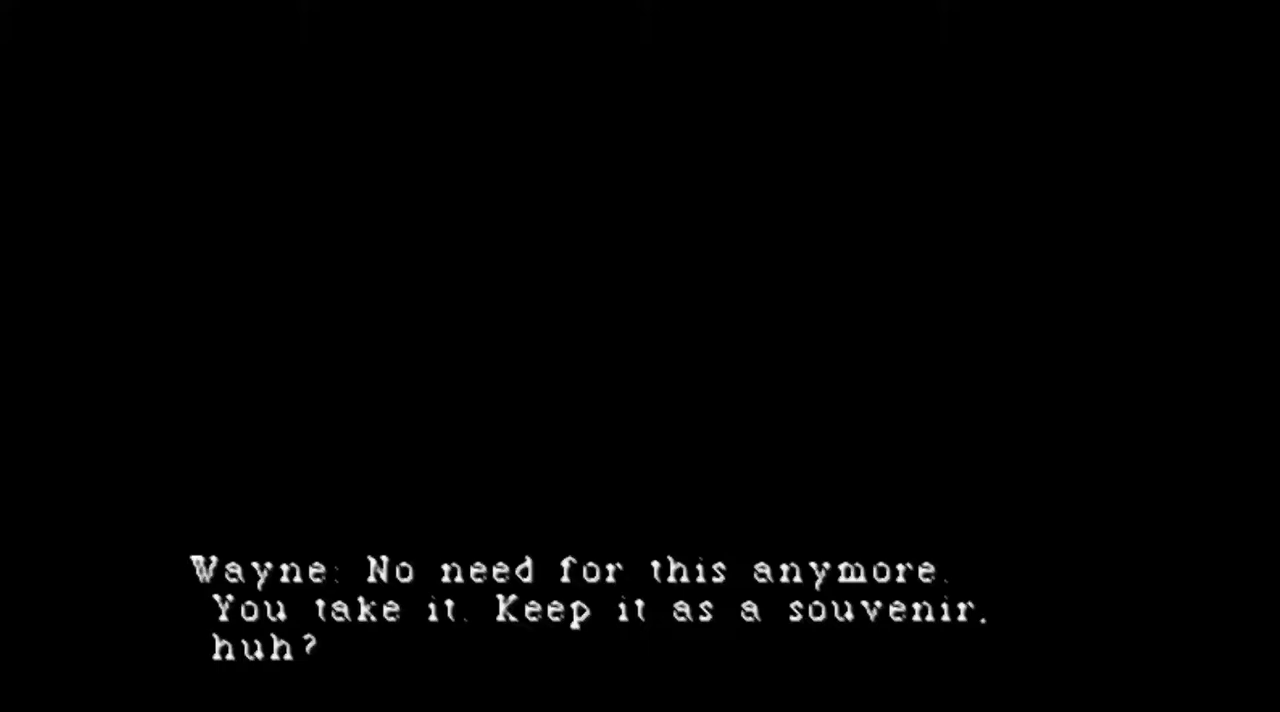 Wayne: No need for this anymore.
You take it. Keep it as a souvenir.
huh?